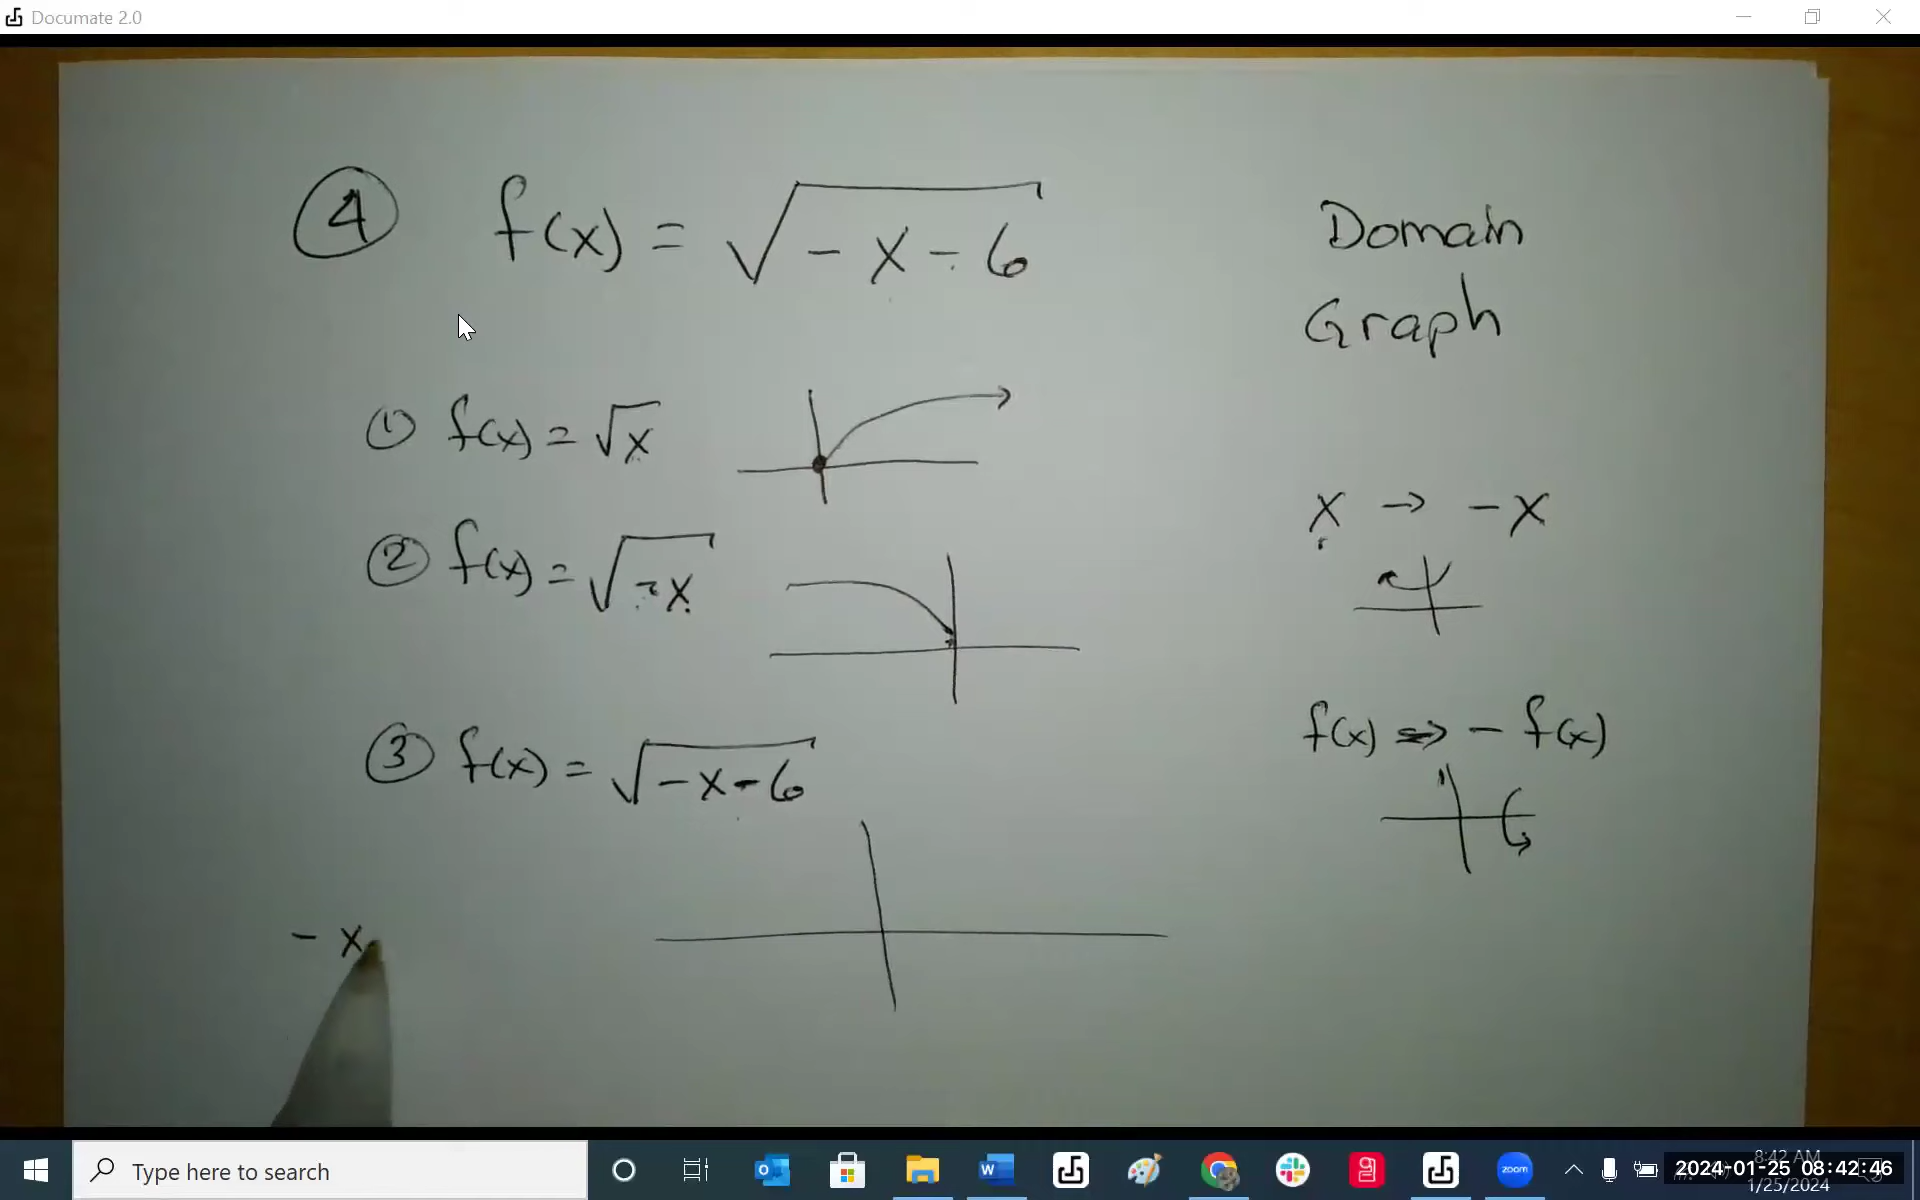 Documate 2.0
④ f(x) = √(-x-6)
Domain
Graph
① f(x) = √x
x → -x
② f(x) = √(-x)
f(x) → - f(x)
③ f(x) = √(-x-6)
- x
Type here to search
zoom
8:42 AM
2024-01-25 08:42:46
1/25/2024